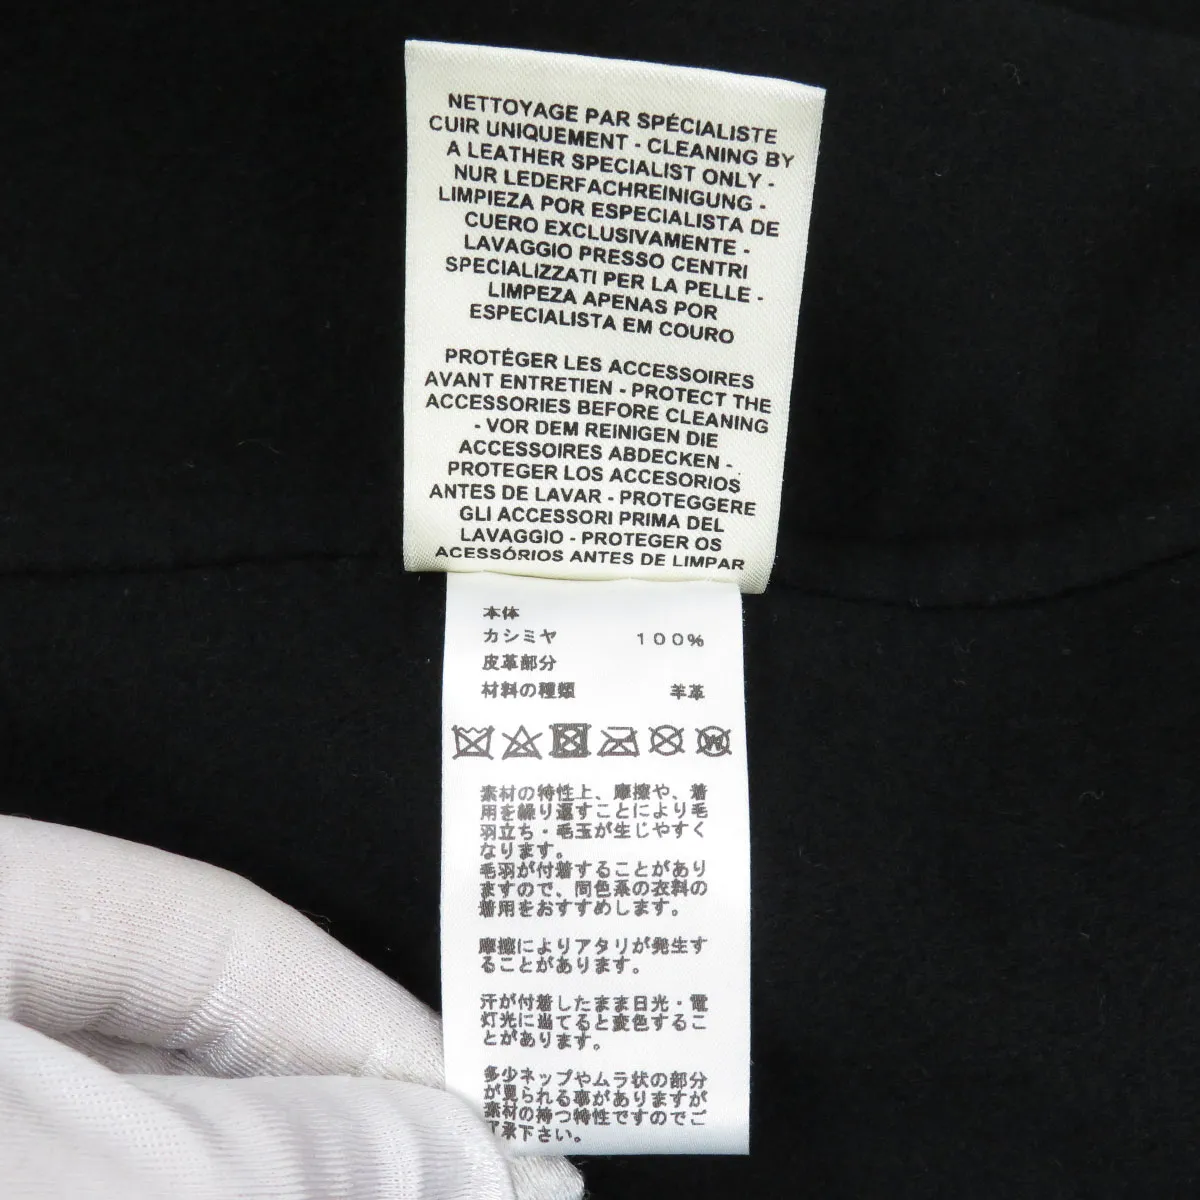 NETTOYAGE PAR SPÉCIALISTE
CUIR UNIQUEMENT - CLEANING BY
A LEATHER SPECIALIST ONLY -
NUR LEDERFACHREINIGUNG -
LIMPIEZA POR ESPECIALISTA DE
CUERO EXCLUSIVAMENTE -
LAVAGGIO PRESSO CENTRI
SPECIALIZZATI PER LA PELLE -
LIMPEZA APENAS POR
ESPECIALISTA EM COURO
PROTÉGER LES ACCESSOIRES
AVANT ENTRETIEN - PROTECT THE
ACCESSORIES BEFORE CLEANING
- VOR DEM REINIGEN DIE
ACCESSOIRES ABDECKEN -
PROTEGER LOS ACCESORIOS
ANTES DE LAVAR - PROTEGGERE
GLI ACCESSORI PRIMA DEL
LAVAGGIO - PROTEGER OS
ACESSÓRIOS ANTES DE LIMPAR
本体
カシミヤ 100%
皮革部分
材料の種類 羊革
W
素材の特性上、摩擦や、着
用を繰り返すことにより毛
羽立ち・毛玉が生じやすく
なります。
毛羽が付着することがあり
ますので、同色系の衣料の
着用をおすすめします。
摩擦によりアタリが発生す
ることがあります。
汗が付着したまま日光・電
灯光に当てると変色するこ
とがあります。
多少ネップやムラ状の部分
が見られる事がありますが
素材の持つ特性ですのでご
了承下さい。